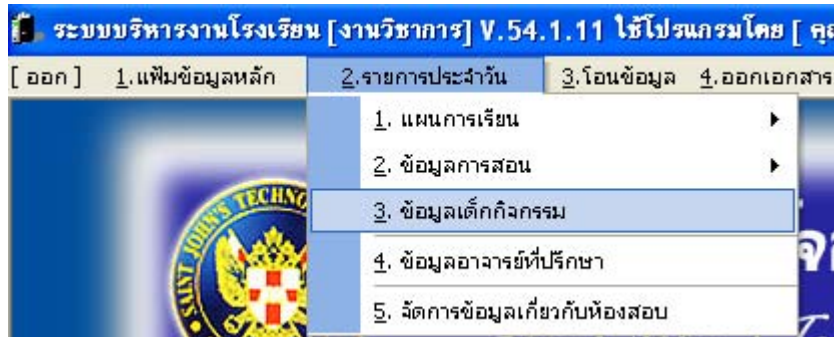 ระบบบริหารงานโรงเรียน [งานวิชาการ] V.54.1.11 ใช้โปรแกรมโดย [
[ ออก ] 1.แฟ้มข้อมูลหลัก 2.รายการประจำวัน 3.โอนข้อมูล 4.ออกเอกสาร
1. แผนการเรียน
2. ข้อมูลการสอน
3. ข้อมูลเด็กกิจกรรม
4. ข้อมูลอาจารย์ที่ปรึกษา
5. จัดการข้อมูลเกี่ยวกับห้องสอบ
SAINT JOHN'S TECHNO